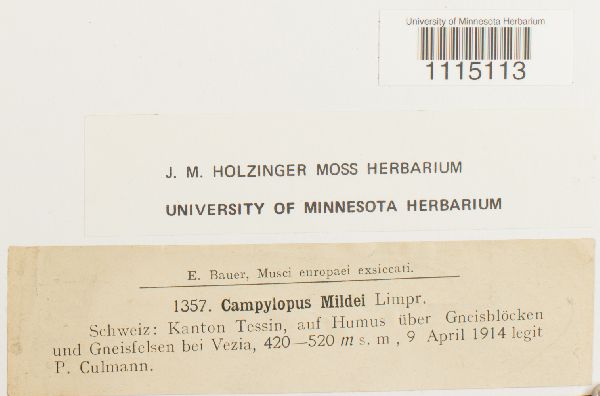 University of Minnesota Herbarium
1115113
J. M. HOLZINGER MOSS HERBARIUM
UNIVERSITY OF MINNESOTA HERBARIUM
E. Bauer, Musci europaei exsiccati.
1357. Campylopus Mildei Limpr.
Schweiz: Kanton Tessin, auf Humus über Gneisblöcken
und Gneisfelsen bei Vezia, 420—520 m s. m , 9 April 1914 legit
P. Culmann.